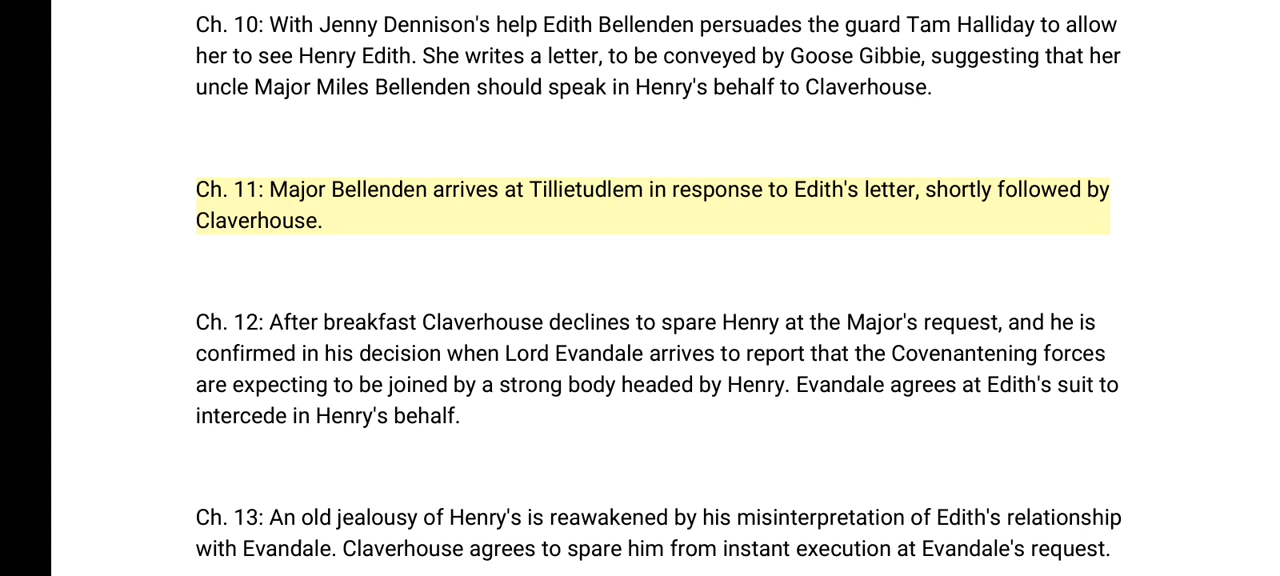 Ch. 10: With Jenny Dennison's help Edith Bellenden persuades the guard Tam Halliday to allow
her to see Henry Edith. She writes a letter, to be conveyed by Goose Gibbie, suggesting that her
uncle Major Miles Bellenden should speak in Henry's behalf to Claverhouse.
Ch. 11: Major Bellenden arrives at Tillietudlem in response to Edith's letter, shortly followed by
Claverhouse.
Ch. 12: After breakfast Claverhouse declines to spare Henry at the Major's request, and he is
confirmed in his decision when Lord Evandale arrives to report that the Covenantening forces
are expecting to be joined by a strong body headed by Henry. Evandale agrees at Edith's suit to
intercede in Henry's behalf.
Ch. 13: An old jealousy of Henry's is reawakened by his misinterpretation of Edith's relationship
with Evandale. Claverhouse agrees to spare him from instant execution at Evandale's request.